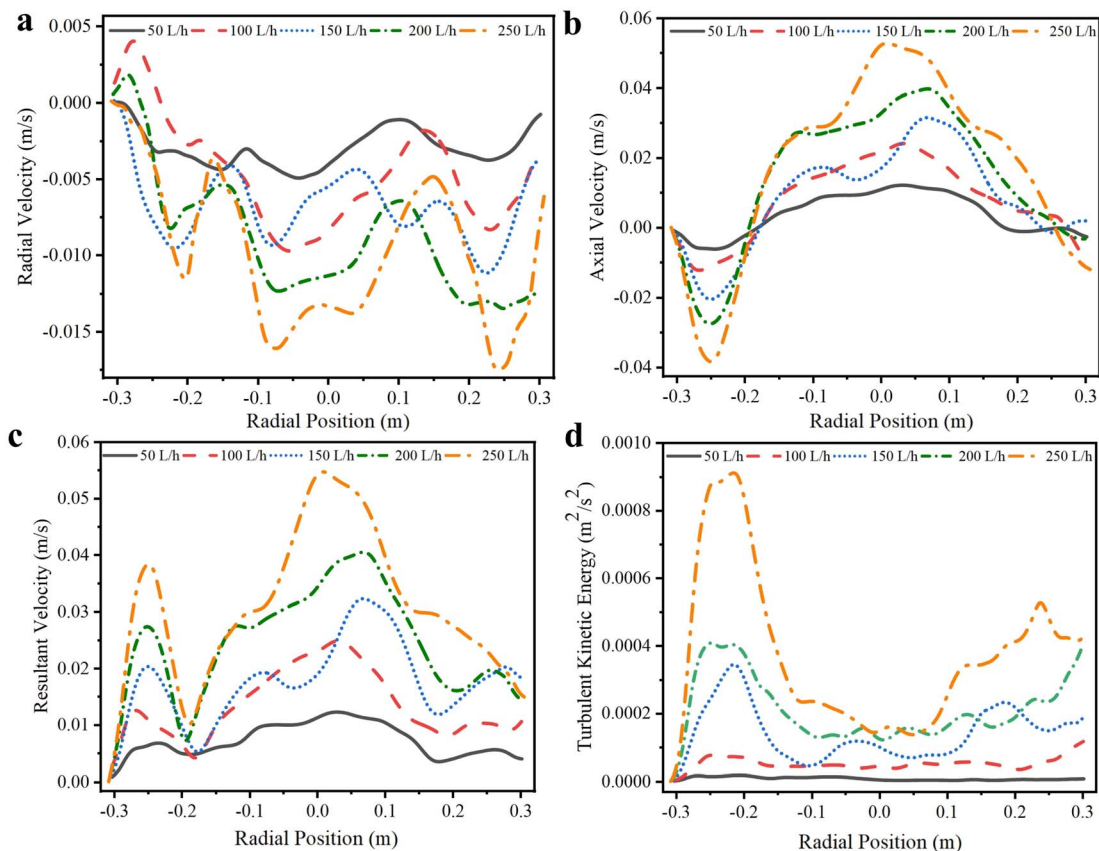 a
50 L/h 100 L/h 150 L/h 200 L/h 250 L/h
0.005
0.000
-0.005
-0.010
-0.015
Radial Velocity (m/s)
-0.3 -0.2 -0.1 0.0 0.1 0.2 0.3
Radial Position (m)
b
50 L/h 100 L/h 150 L/h 200 L/h 250 L/h
0.06
0.04
0.02
0.00
-0.02
-0.04
Axial Velocity (m/s)
-0.3 -0.2 -0.1 0.0 0.1 0.2 0.3
Radial Position (m)
c
50 L/h 100 L/h 150 L/h 200 L/h 250 L/h
0.06
0.05
0.04
0.03
0.02
0.01
0.00
Resultant Velocity (m/s)
-0.3 -0.2 -0.1 0.0 0.1 0.2 0.3
Radial Position (m)
d
50 L/h 100 L/h 150 L/h 200 L/h 250 L/h
0.0010
0.0008
0.0006
0.0004
0.0002
0.0000
Turbulent Kinetic Energy (m²/s²)
-0.3 -0.2 -0.1 0.0 0.1 0.2 0.3
Radial Position (m)